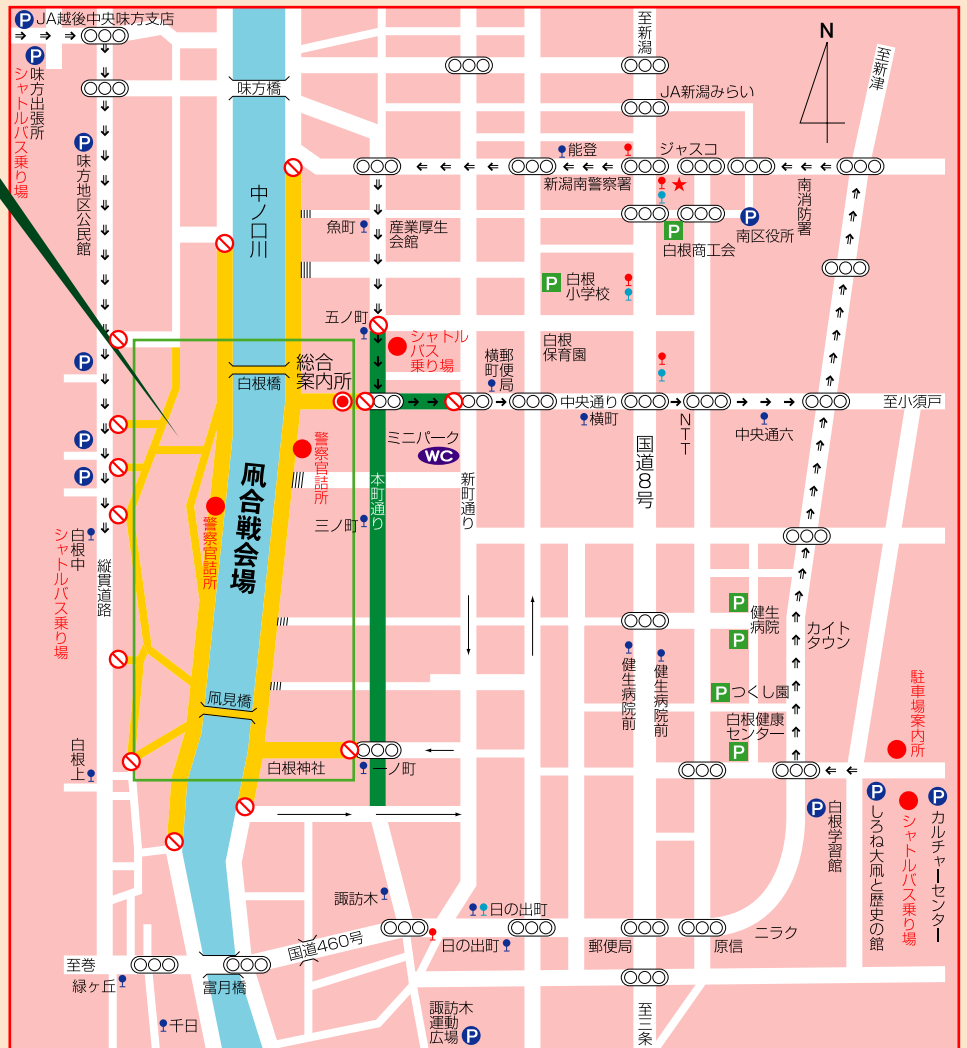 P JA越後中央味方支店
P
味方出張所
シャトルバス乗り場
P
味方地区公民館
味方橋
中ノ口川
至新潟
N
至新津
JA新潟みらい
能登
ジャスコ
新潟南警察署
南消防署
魚町
産業厚生
会館
P
白根商工会
P
南区役所
P
白根
小学校
五ノ町
シャトル
バス
乗り場
白根
保育園
横町郵便局
P
総合
案内所
白根橋
中央通り
至小須戸
横町
NTT
中央通六
国道8号
P
P
ミニパーク
WC
警察官詰所
凧合戦会場
警察官詰所
本町通り
新町通り
三ノ町
白根中
シャトルバス乗り場
縦貫道路
P
健生
病院
P
カイト
タウン
健生病院前
健生病院前
P つくし園
白根健康
センター
P
駐車場案内所
凧見橋
白根上
白根神社
一ノ町
P
白根学習館
P
しろね大凧と歴史の館
シャトルバス乗り場
P
カルチャーセンター
諏訪木
日の出町
日の出町
国道460号
郵便局
原信
ニラク
至巻
緑ヶ丘
富月橋
千日
諏訪木
運動
広場 P
至三条